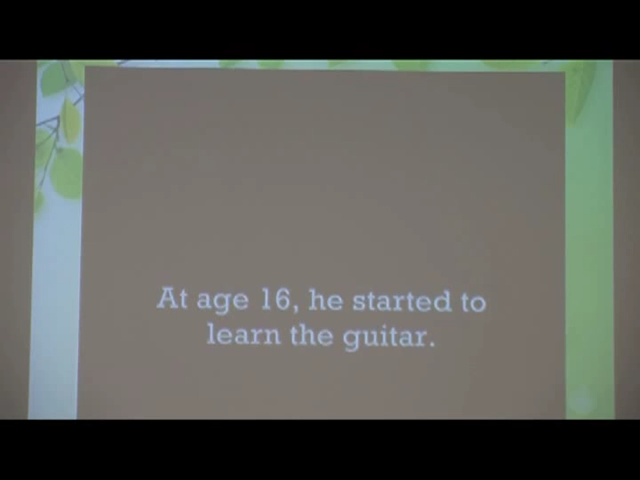 At age 16, he started to
learn the guitar.